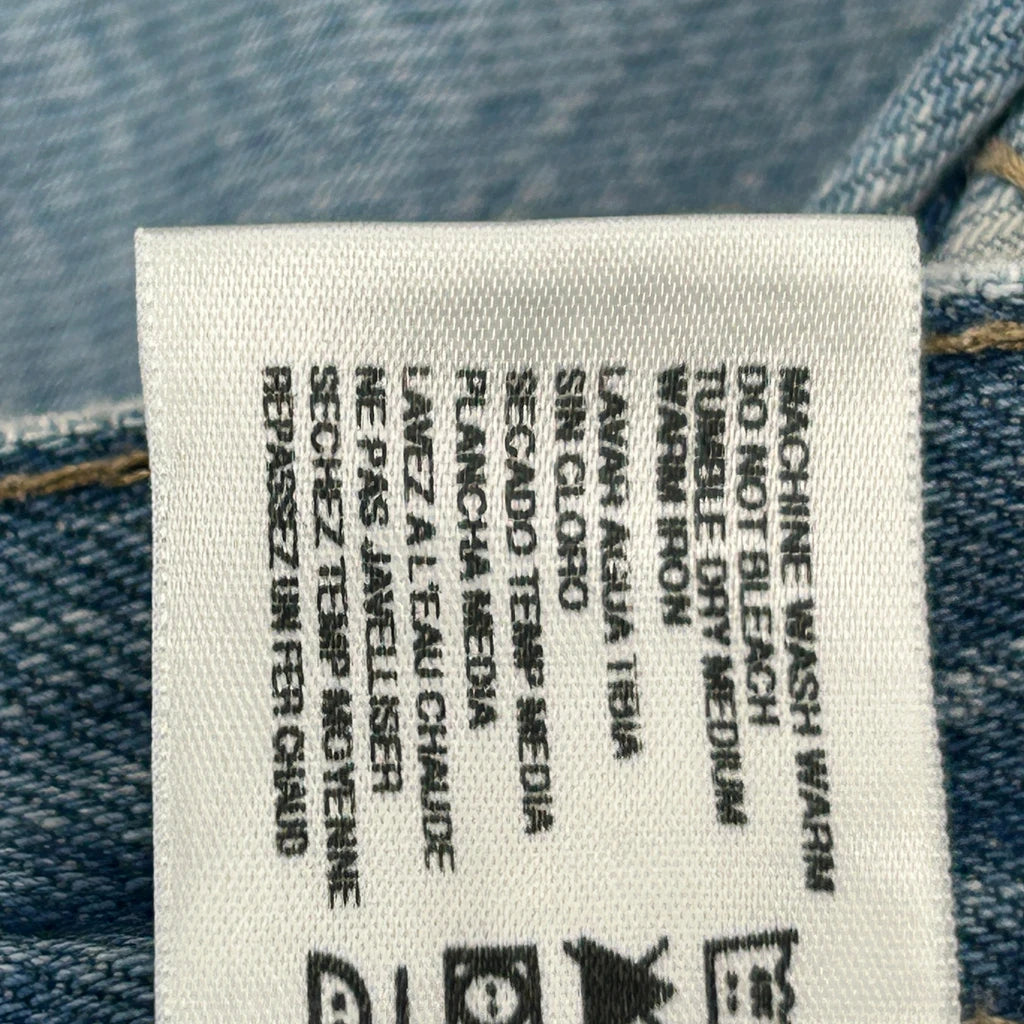 MACHINE WASH WARM
DO NOT BLEACH
TUMBLE DRY MEDIUM
WARM IRON
LAVAR AGUA TIBIA
SIN CLORO
SECADO TEMP MEDIA
PLANCHA MEDIA
LAVEZ A L'EAU CHAUDE
NE PAS JAVELLISER
SECHEZ TEMP MOYENNE
REPASSEZ UN FER CHAUD